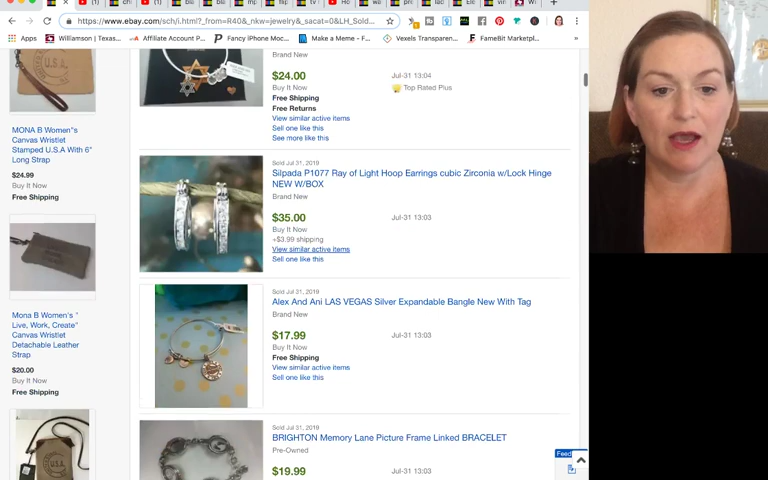 https://www.ebay.com/sch/i.html?_from=R40&_nkw=jewelry&_sacat=0&LH_Sold...
Apps
Williamson | Texas...
Affiliate Account P...
Fancy iPhone Moc...
Make a Meme - F...
Vexels Transparen...
FameBit Marketpl...
MONA B Women"s
Canvas Wristlet
Stamped U.S.A With 6"
Long Strap
$24.99
Buy It Now
Free Shipping
Mona B Women's "
Live, Work, Create"
Canvas Wristlet
Detachable Leather
Strap
$20.00
Buy It Now
Free Shipping
U.S.A
Brand New
$24.00
Jul-31 13:04
Buy It Now
Top Rated Plus
Free Shipping
Free Returns
View similar active items
Sell one like this
See more like this
Sold Jul 31, 2019
Silpada P1077 Ray of Light Hoop Earrings cubic Zirconia w/Lock Hinge
NEW W/BOX
Brand New
$35.00
Jul-31 13:03
Buy It Now
+$3.99 shipping
View similar active items
Sell one like this
Sold Jul 31, 2019
Alex And Ani LAS VEGAS Silver Expandable Bangle New With Tag
Brand New
$17.99
Jul-31 13:03
Buy It Now
Free Shipping
View similar active items
Sell one like this
Sold Jul 31, 2019
BRIGHTON Memory Lane Picture Frame Linked BRACELET
Pre-Owned
$19.99
Jul-31 13:03
Feed